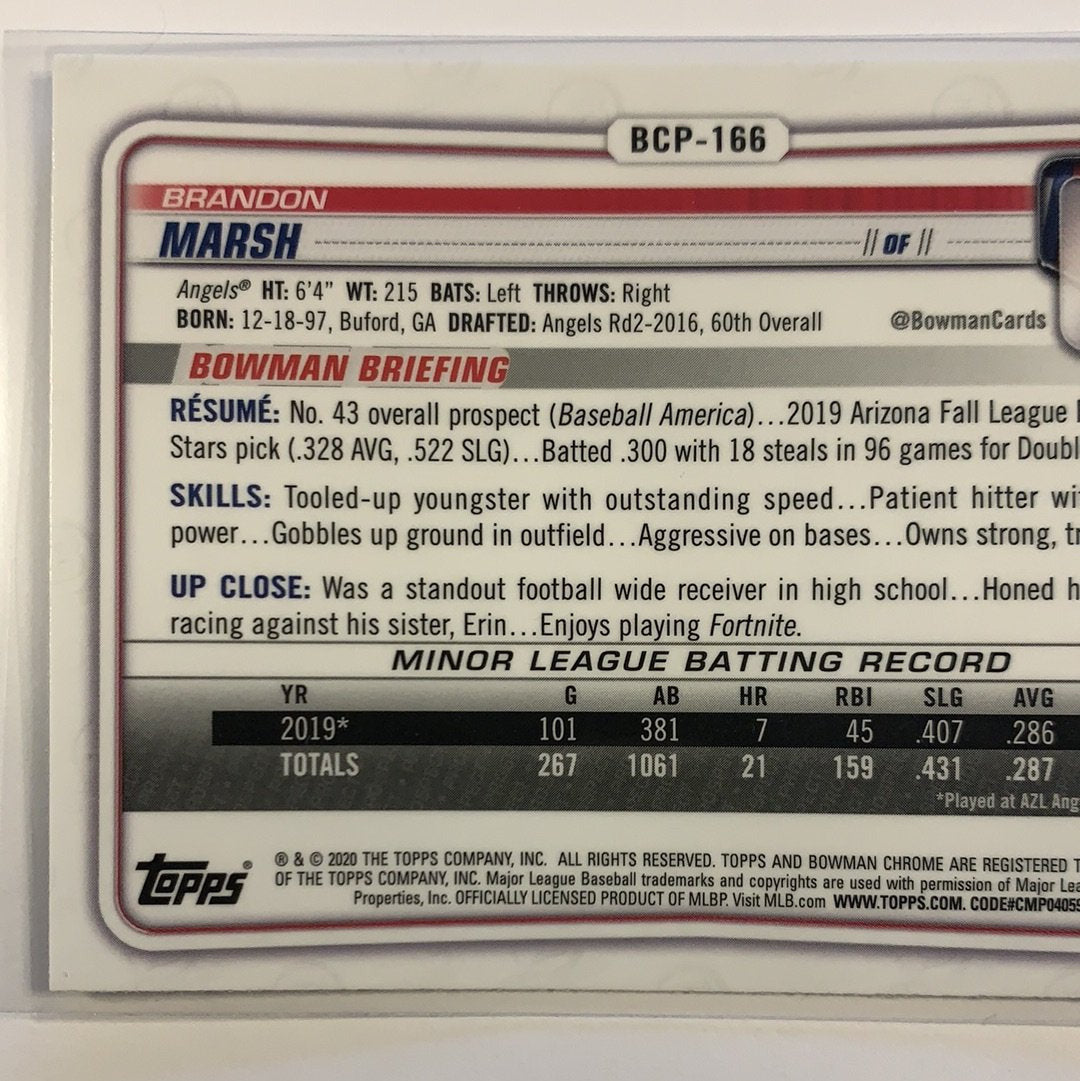 BCP-166
BRANDON
MARSH // OF //
Angels® HT: 6'4" WT: 215 BATS: Left THROWS: Right
BORN: 12-18-97, Buford, GA DRAFTED: Angels Rd2-2016, 60th Overall @BowmanCards
BOWMAN BRIEFING
RÉSUMÉ: No. 43 overall prospect (Baseball America)...2019 Arizona Fall League
Stars pick (.328 AVG, .522 SLG)...Batted .300 with 18 steals in 96 games for Doubl
SKILLS: Tooled-up youngster with outstanding speed...Patient hitter wi
power...Gobbles up ground in outfield...Aggressive on bases...Owns strong, tr
UP CLOSE: Was a standout football wide receiver in high school...Honed h
racing against his sister, Erin...Enjoys playing Fortnite.
MINOR LEAGUE BATTING RECORD
YR G AB HR RBI SLG AVG
2019* 101 381 7 45 .407 .286
TOTALS 267 1061 21 159 .431 .287
*Played at AZL Ang
Topps® ® & © 2020 THE TOPPS COMPANY, INC. ALL RIGHTS RESERVED. TOPPS AND BOWMAN CHROME ARE REGISTERED T
OF THE TOPPS COMPANY, INC. Major League Baseball trademarks and copyrights are used with permission of Major Lea
Properties, Inc. OFFICIALLY LICENSED PRODUCT OF MLBP. Visit MLB.com WWW.TOPPS.COM. CODE#CMP04055